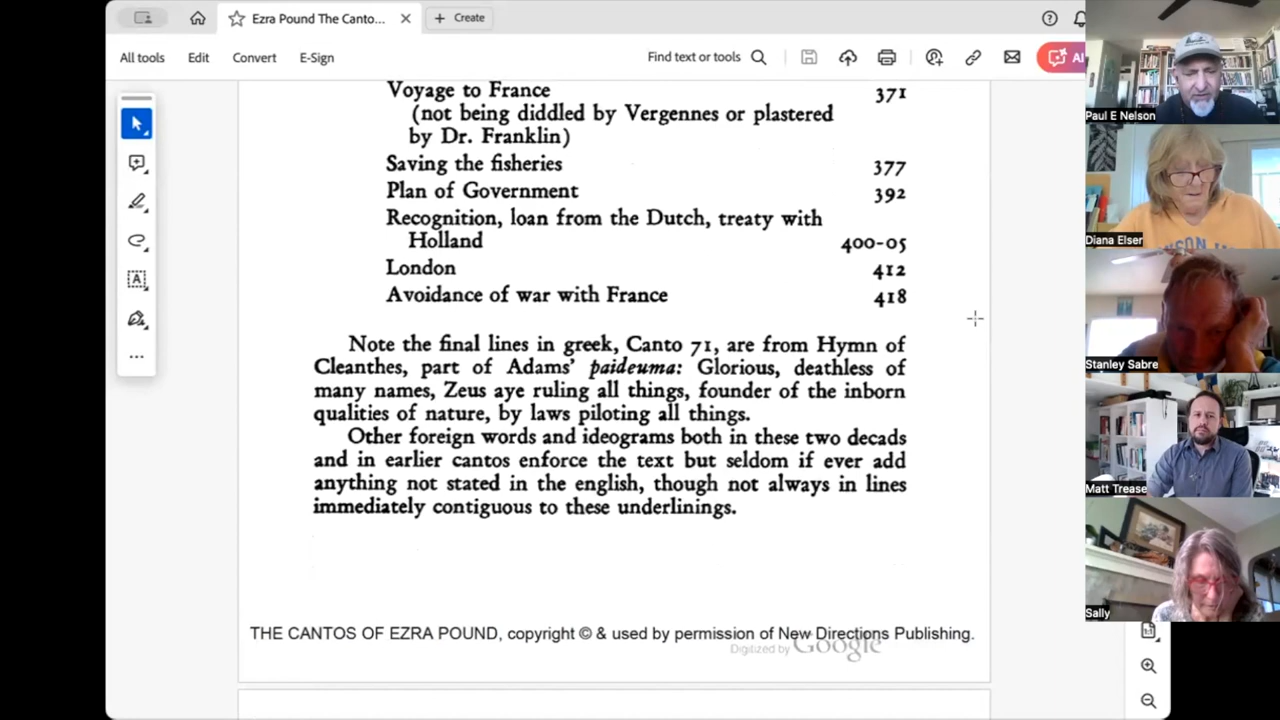 Ezra Pound The Canto...
Create
All tools
Edit
Convert
E-Sign
Find text or tools
AI
Voyage to France 371
(not being diddled by Vergennes or plastered
by Dr. Franklin)
Saving the fisheries 377
Plan of Government 392
Recognition, loan from the Dutch, treaty with
Holland 400-05
London 412
Avoidance of war with France 418
Note the final lines in greek, Canto 71, are from Hymn of
Cleanthes, part of Adams' paideuma: Glorious, deathless of
many names, Zeus aye ruling all things, founder of the inborn
qualities of nature, by laws piloting all things.
Other foreign words and ideograms both in these two decads
and in earlier cantos enforce the text but seldom if ever add
anything not stated in the english, though not always in lines
immediately contiguous to these underlinings.
THE CANTOS OF EZRA POUND, copyright © & used by permission of New Directions Publishing.
Digitized by Google
Paul E Nelson
Diana Elser
Stanley Sabre
Matt Trease
Sally